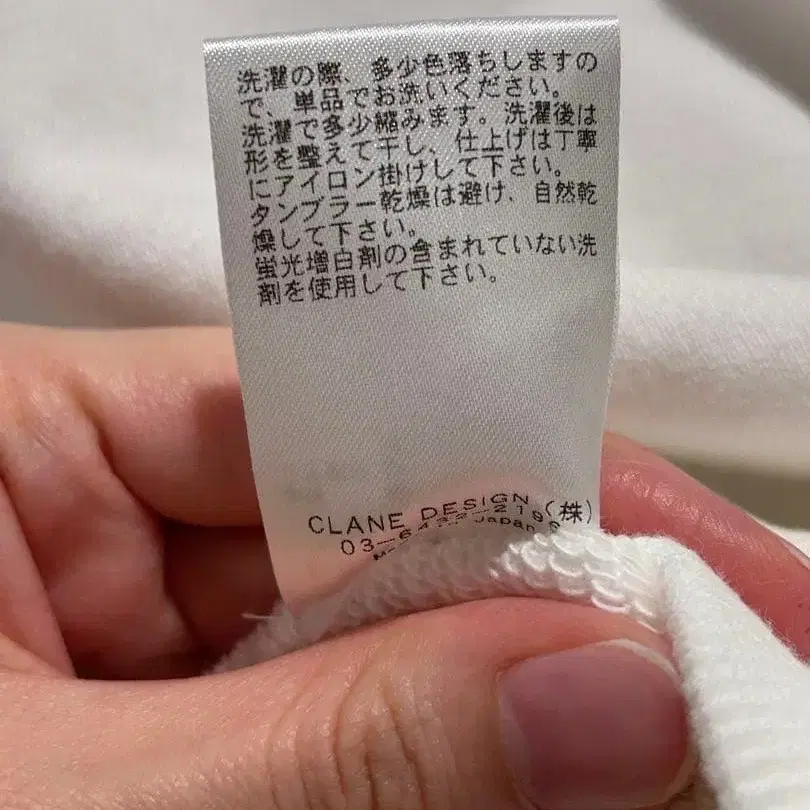 洗濯の際、多少色落ちしますの
で、単品でお洗いください。
洗濯で多少縮みます。洗濯後は
形を整えて干し、仕上げは丁寧
にアイロン掛けして下さい。
タンブラー乾燥は避け、自然乾
燥して下さい。
蛍光増白剤の含まれていない洗
剤を使用して下さい。
CLANE DESIGN (株)
Japan